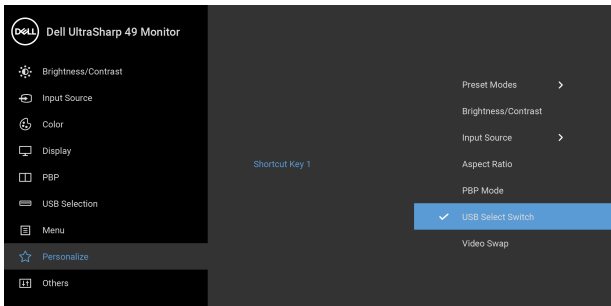 DELL
Dell UltraSharp 49 Monitor
Brightness/Contrast
Input Source
Color
Display
PBP
USB Selection
Menu
Personalize
Others
Shortcut Key 1
Preset Modes
Brightness/Contrast
Input Source
Aspect Ratio
PBP Mode
USB Select Switch
Video Swap